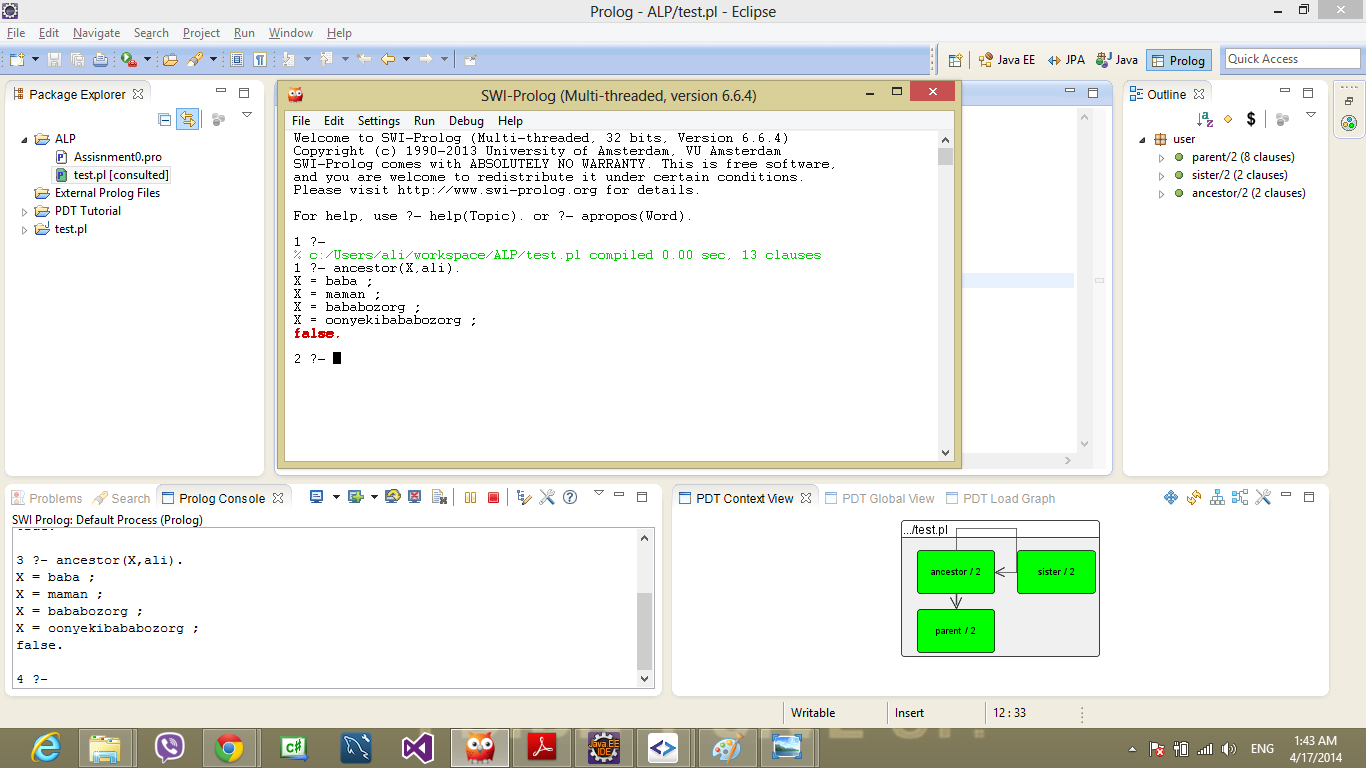 Prolog - ALP/test.pl - Eclipse
File Edit Navigate Search Project Run Window Help
Java EE JPA Java Prolog Quick Access
Package Explorer
ALP
Assisnment0.pro
test.pl [consulted]
External Prolog Files
PDT Tutorial
test.pl
SWI-Prolog (Multi-threaded, version 6.6.4)
File Edit Settings Run Debug Help
Welcome to SWI-Prolog (Multi-threaded, 32 bits, Version 6.6.4)
Copyright (c) 1990-2013 University of Amsterdam, VU Amsterdam
SWI-Prolog comes with ABSOLUTELY NO WARRANTY. This is free software,
and you are welcome to redistribute it under certain conditions.
Please visit http://www.swi-prolog.org for details.
For help, use ?- help(Topic). or ?- apropos(Word).
1 ?-
% c:/Users/ali/workspace/ALP/test.pl compiled 0.00 sec, 13 clauses
1 ?- ancestor(X,ali).
X = baba ;
X = maman ;
X = bababozorg ;
X = oonyekibababozorg ;
false.
2 ?-
Outline
user
parent/2 (8 clauses)
sister/2 (2 clauses)
ancestor/2 (2 clauses)
Problems Search Prolog Console
SWI Prolog: Default Process (Prolog)
3 ?- ancestor(X,ali).
X = baba ;
X = maman ;
X = bababozorg ;
X = oonyekibababozorg ;
false.
4 ?-
PDT Context View PDT Global View PDT Load Graph
.../test.pl
ancestor / 2 sister / 2
parent / 2
Writable Insert 12 : 33
ENG
1:43 AM
4/17/2014